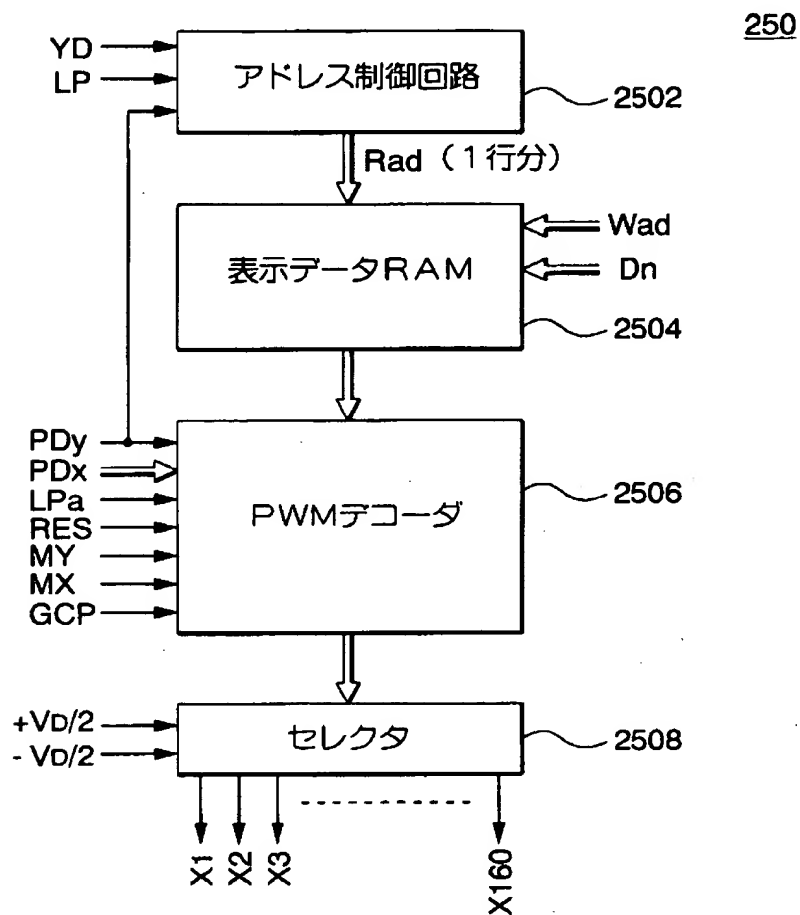 250
YD
LP
アドレス制御回路
2502
Rad (1行分)
Wad
表示データRAM
Dn
2504
PDy
PDx
LPa
RES
MY
MX
GCP
PWMデコーダ
2506
+VD/2
-VD/2
セレクタ
2508
X1
X2
X3
X160